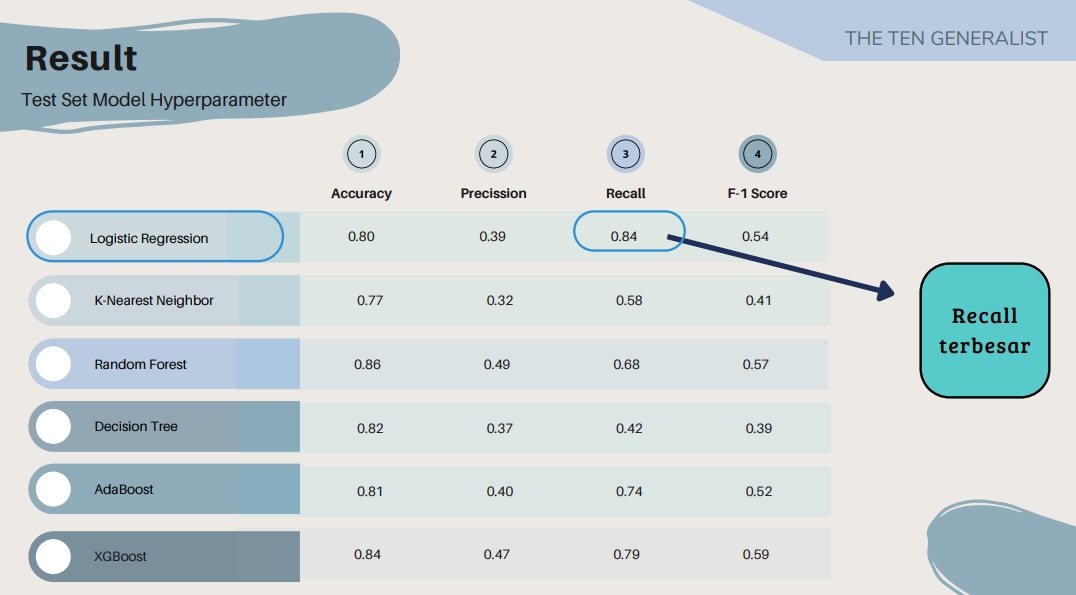 THE TEN GENERALIST
Result
Test Set Model Hyperparameter
1 2 3 4
Accuracy Precission Recall F-1 Score
Logistic Regression 0.80 0.39 0.84 0.54
K-Nearest Neighbor 0.77 0.32 0.58 0.41
Random Forest 0.86 0.49 0.68 0.57
Decision Tree 0.82 0.37 0.42 0.39
AdaBoost 0.81 0.40 0.74 0.52
XGBoost 0.84 0.47 0.79 0.59
Recall
terbesar